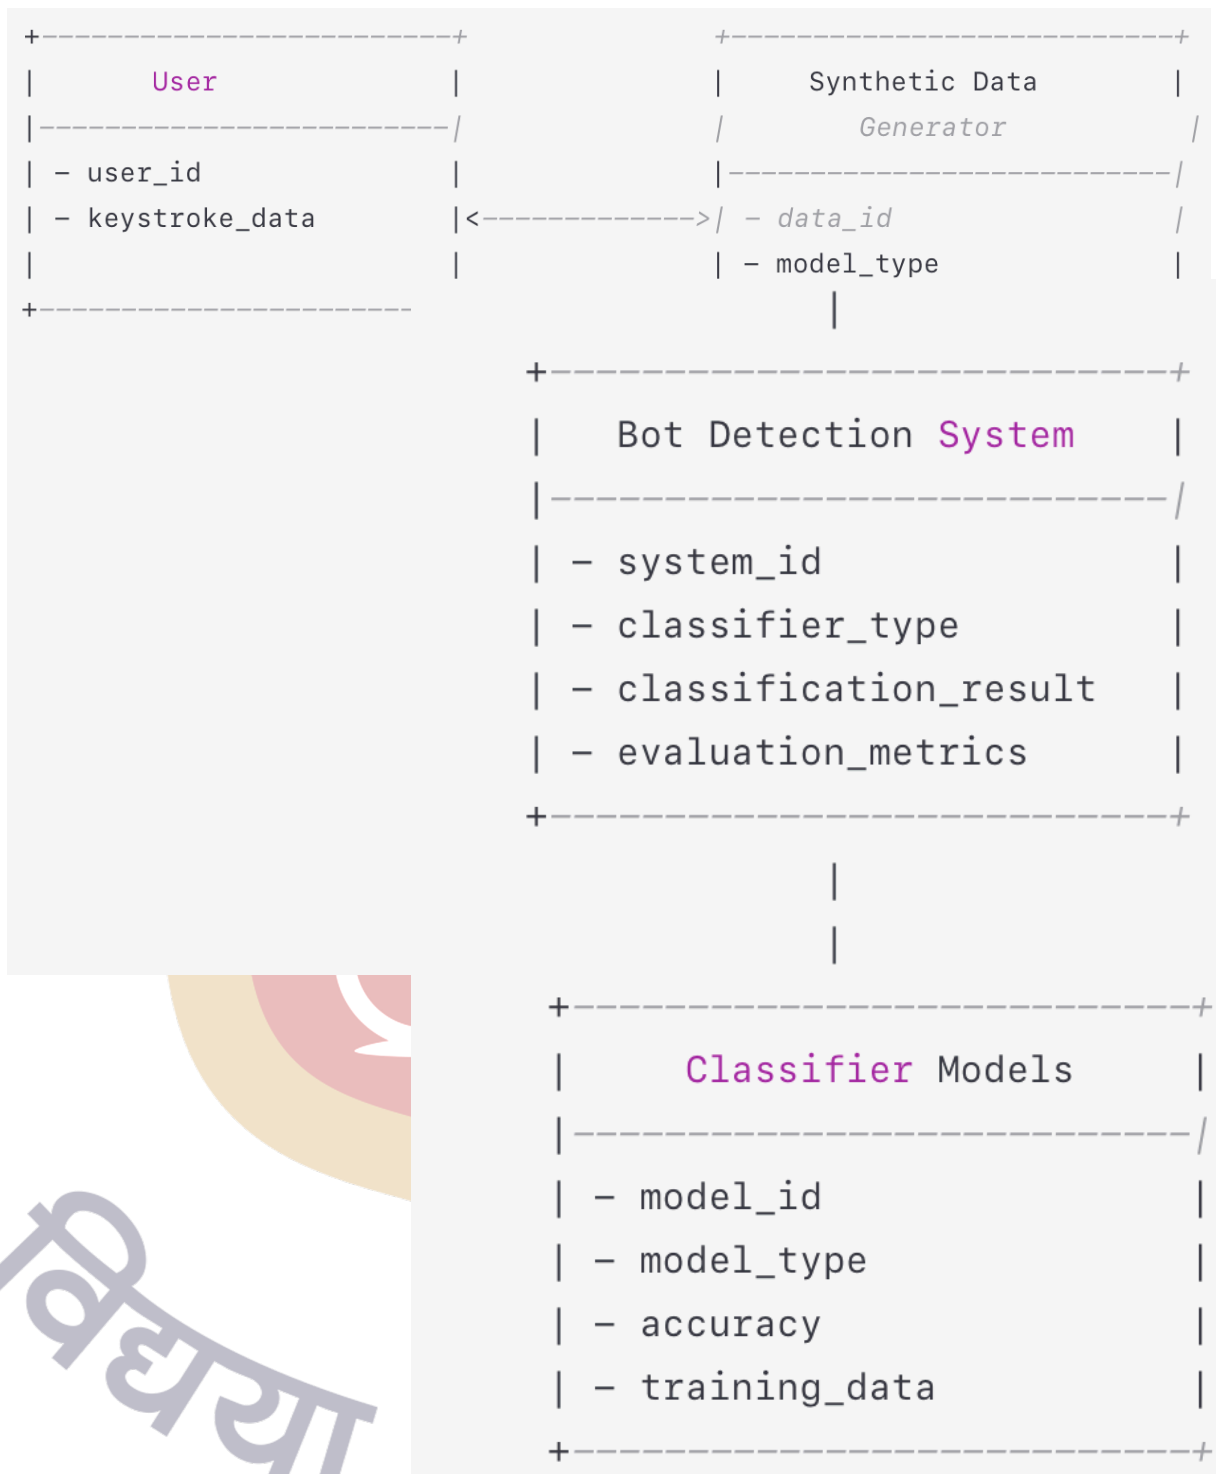 User
Synthetic Data
Generator
- user_id
- keystroke_data
<------------->
- data_id
- model_type
Bot Detection System
- system_id
- classifier_type
- classification_result
- evaluation_metrics
Classifier Models
- model_id
- model_type
- accuracy
- training_data
विद्यया